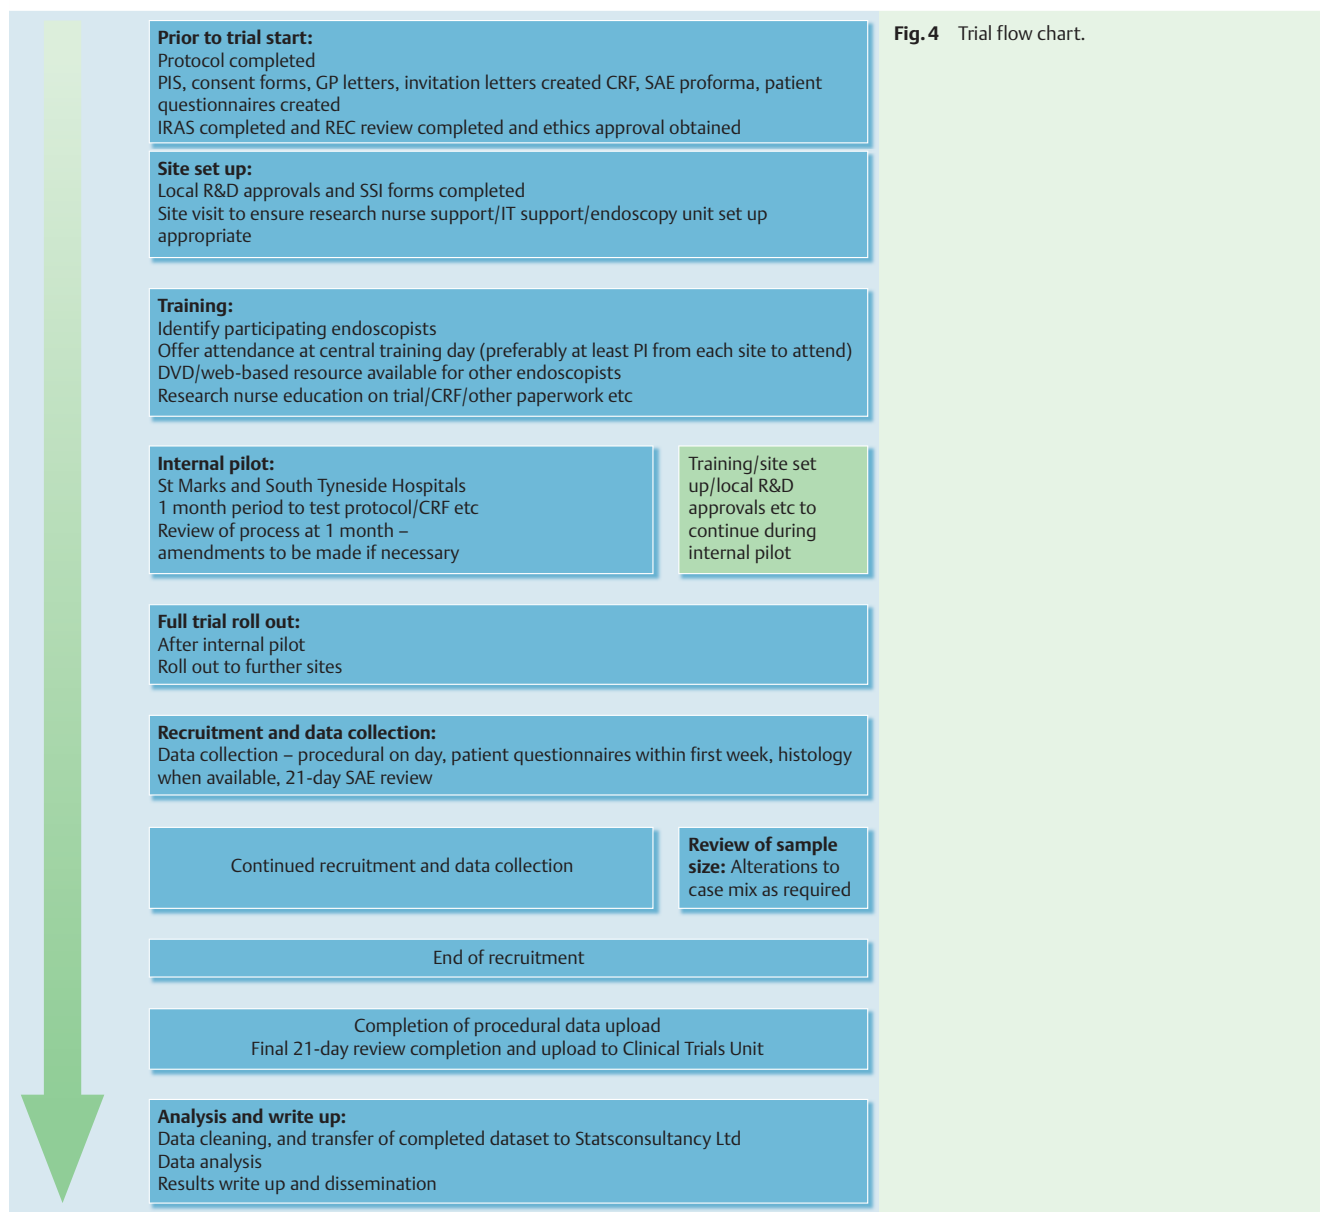 Prior to trial start:
Protocol completed
PIS, consent forms, GP letters, invitation letters created CRF, SAE proforma, patient
questionnaires created
IRAS completed and REC review completed and ethics approval obtained
Site set up:
Local R&D approvals and SSI forms completed
Site visit to ensure research nurse support/IT support/endoscopy unit set up
appropriate
Training:
Identify participating endoscopists
Offer attendance at central training day (preferably at least PI from each site to attend)
DVD/web-based resource available for other endoscopists
Research nurse education on trial/CRF/other paperwork etc
Internal pilot:
St Marks and South Tyneside Hospitals
1 month period to test protocol/CRF etc
Review of process at 1 month –
amendments to be made if necessary
Training/site set
up/local R&D
approvals etc to
continue during
internal pilot
Full trial roll out:
After internal pilot
Roll out to further sites
Recruitment and data collection:
Data collection – procedural on day, patient questionnaires within first week, histology
when available, 21-day SAE review
Continued recruitment and data collection
Review of sample
size: Alterations to
case mix as required
End of recruitment
Completion of procedural data upload
Final 21-day review completion and upload to Clinical Trials Unit
Analysis and write up:
Data cleaning, and transfer of completed dataset to Statsconsultancy Ltd
Data analysis
Results write up and dissemination
Fig. 4 Trial flow chart.